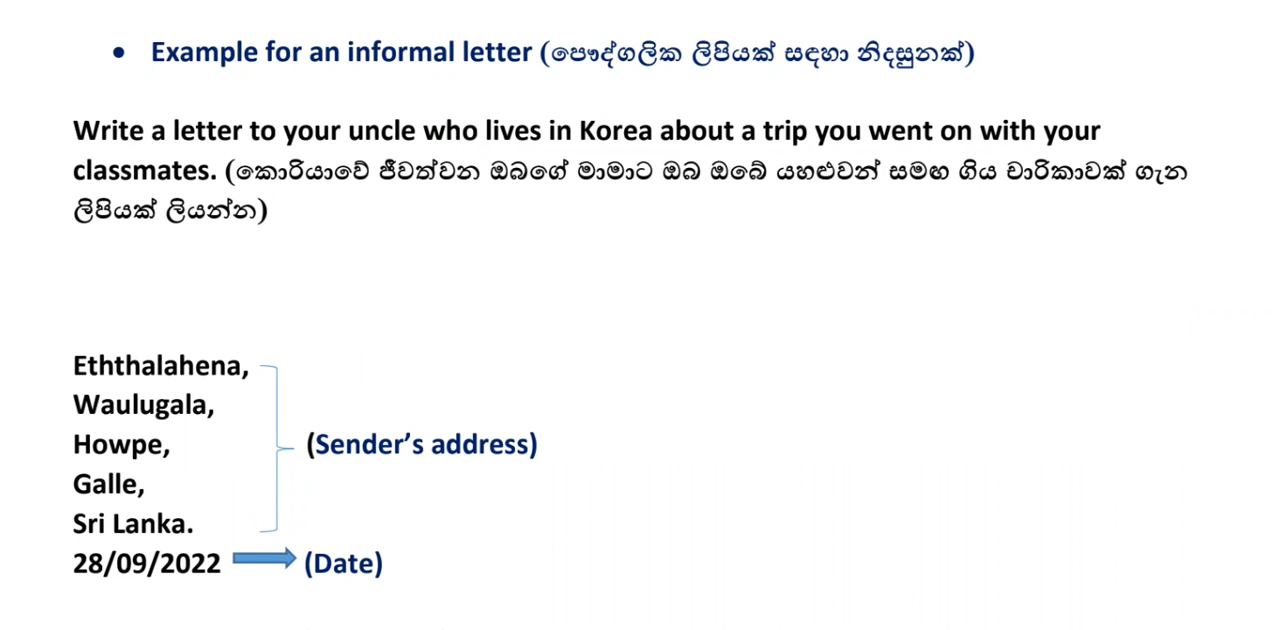 • Example for an informal letter (පෞද්ගලික ලිපියක් සඳහා නිදසුනක්)
Write a letter to your uncle who lives in Korea about a trip you went on with your
classmates. (කොරියාවේ ජීවත්වන ඔබගේ මාමාට ඔබ ඔබේ යහළුවන් සමඟ ගිය චාරිකාවක් ගැන
ලිපියක් ලියන්න)
Eththalahena,
Waulugala,
Howpe,
(Sender’s address)
Galle,
Sri Lanka.
28/09/2022 (Date)